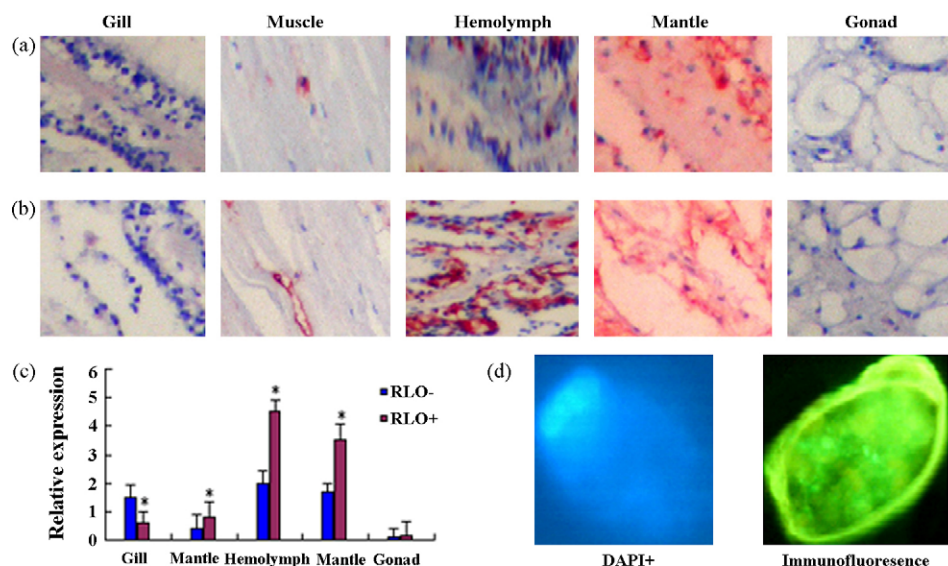 Gill Muscle Hemolymph Mantle Gonad
(a)
(b)
(c)
Relative expression
6
5
4
3
2
1
0
RLO-
RLO+
* * * *
Gill Mantle Hemolymph Mantle Gonad
(d)
DAPI+ Immunofluoresence